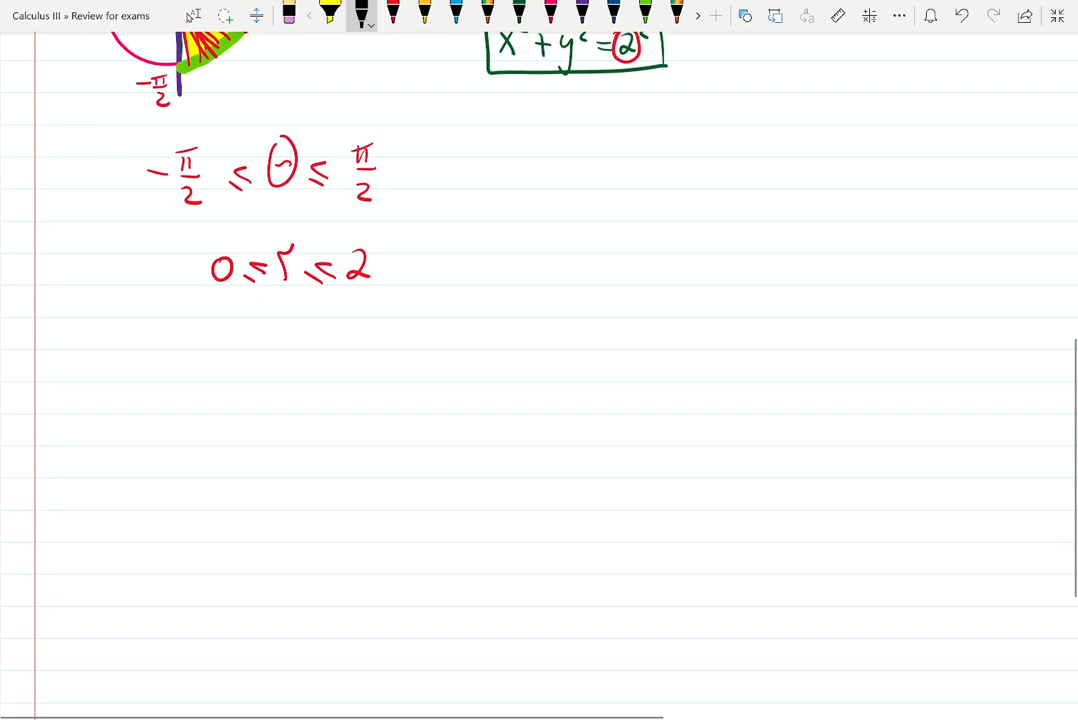 Calculus III » Review for exams
x² + y² = 2²
-π/2
-π/2 ≤ θ ≤ π/2
0 ≤ r ≤ 2